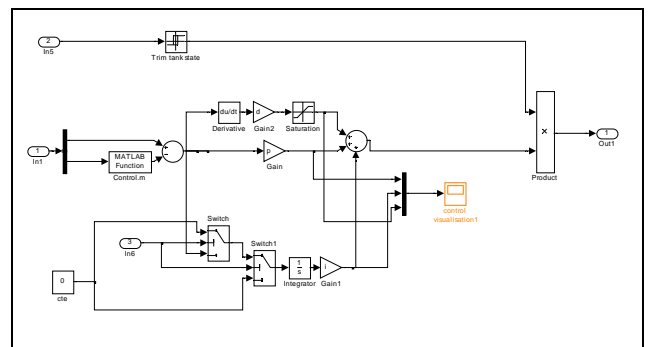 2
In5
Trim tank state
du/dt
Derivative
d
Gain2
Saturation
1
In1
MATLAB
Function
Control.m
p
Gain
x
Product
1
Out1
control
visualisation1
Switch
3
In6
Switch1
1
s
Integrator
i
Gain1
0
cte